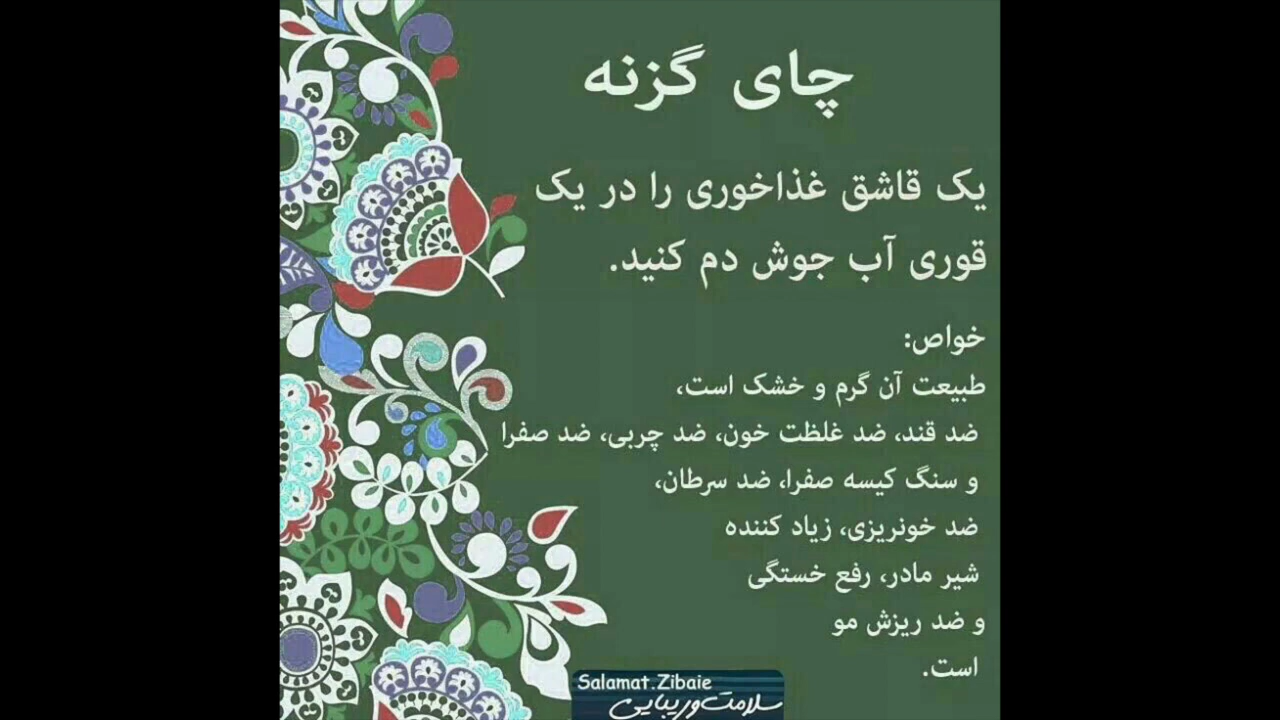 چای گزنه
یک قاشق غذاخوری را در یک
قوری آب جوش دم کنید.
خواص:
طبیعت آن گرم و خشک است،
ضد قند، ضد غلظت خون، ضد چربی، ضد صفرا
و سنگ کیسه صفرا، ضد سرطان،
ضد خونریزی، زیاد کننده
شیر مادر، رفع خستگی
و ضد ریزش مو
است.
Salamat.Zibaie
سلامت و زیبایی